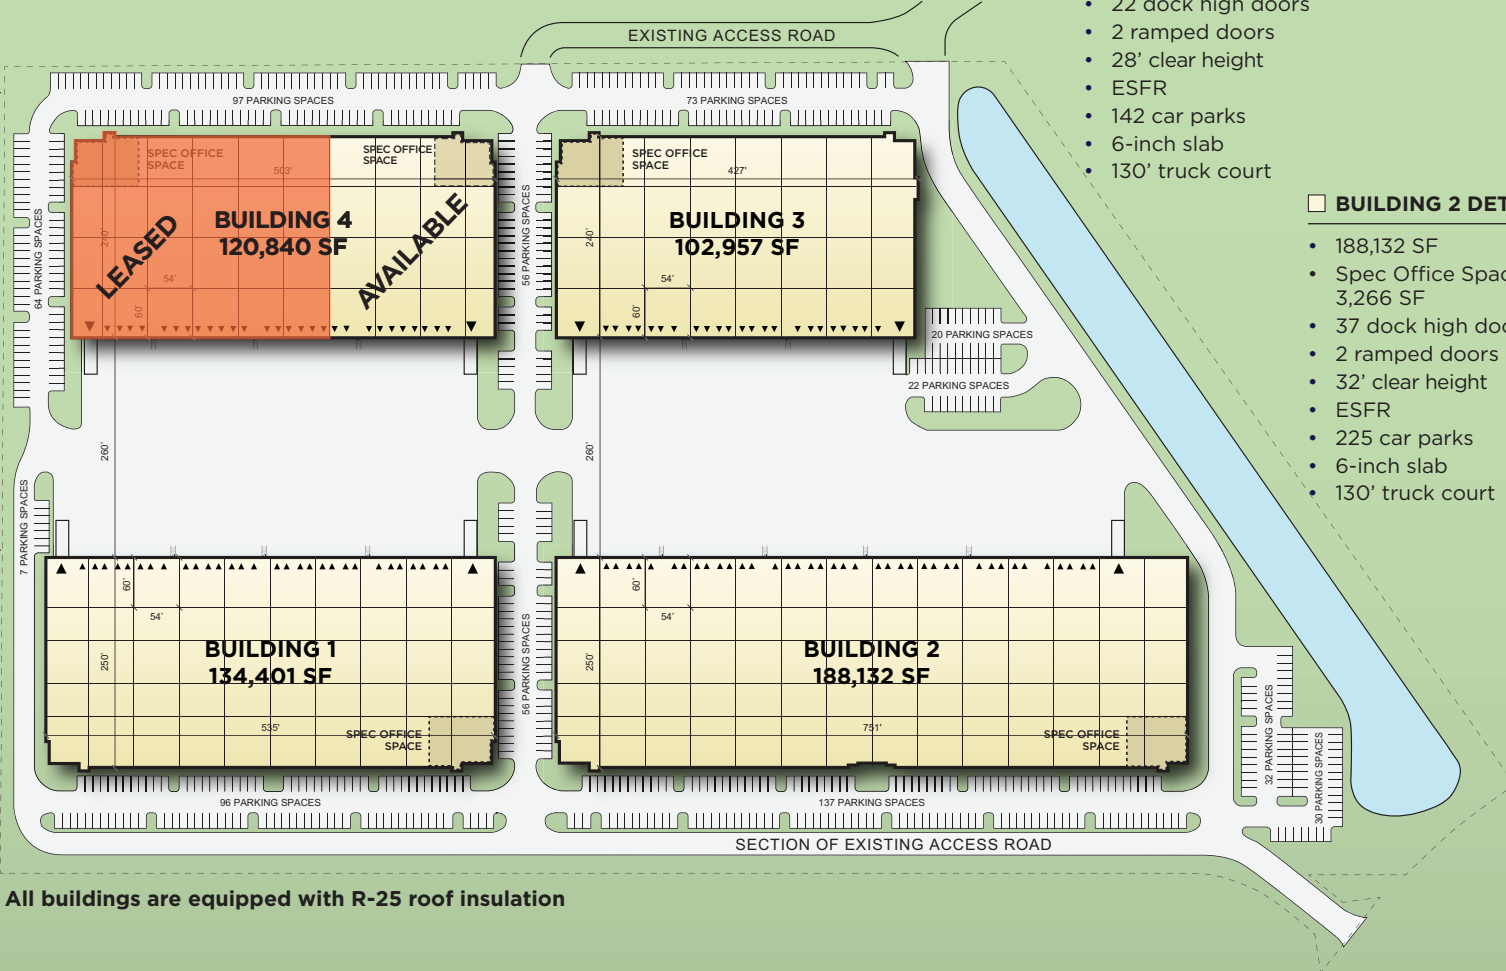 • 22 dock high doors
• 2 ramped doors
• 28’ clear height
• ESFR
• 142 car parks
• 6-inch slab
• 130’ truck court
BUILDING 2 DET
• 188,132 SF
• Spec Office Spac
3,266 SF
• 37 dock high doo
• 2 ramped doors
• 32’ clear height
• ESFR
• 225 car parks
• 6-inch slab
• 130’ truck court
EXISTING ACCESS ROAD
97 PARKING SPACES
73 PARKING SPACES
64 PARKING SPACES
SPEC OFFICE
SPACE
503'
SPEC OFFICE
SPACE
BUILDING 4
120,840 SF
LEASED
AVAILABLE
240'
54'
60'
56 PARKING SPACES
SPEC OFFICE
SPACE
427'
BUILDING 3
102,957 SF
240'
54'
60'
20 PARKING SPACES
22 PARKING SPACES
260'
260'
7 PARKING SPACES
60'
54'
BUILDING 1
134,401 SF
250'
535'
SPEC OFFICE
SPACE
56 PARKING SPACES
60'
54'
BUILDING 2
188,132 SF
250'
751'
SPEC OFFICE
SPACE
32 PARKING SPACES
30 PARKING SPACES
96 PARKING SPACES
137 PARKING SPACES
SECTION OF EXISTING ACCESS ROAD
All buildings are equipped with R-25 roof insulation